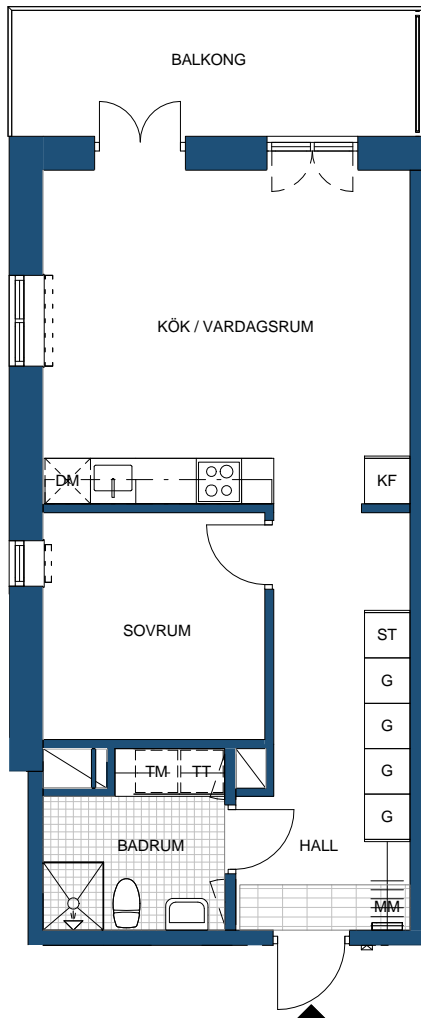 BALKONG
KÖK / VARDAGSRUM
DM
KF
SOVRUM
ST
G
G
G
G
TM
TT
BADRUM
HALL
MM